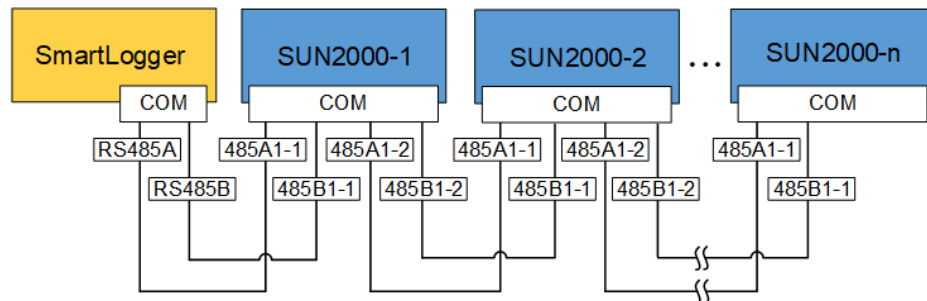 SmartLogger
SUN2000-1
SUN2000-2
...
SUN2000-n
COM
COM
COM
COM
RS485A
485A1-1
485A1-2
485A1-1
485A1-2
485A1-1
RS485B
485B1-1
485B1-2
485B1-1
485B1-2
485B1-1